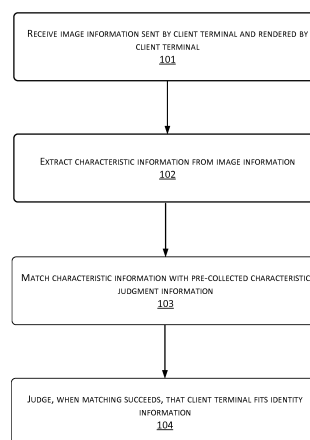 RECEIVE IMAGE INFORMATION SENT BY CLIENT TERMINAL AND RENDERED BY
CLIENT TERMINAL
101
EXTRACT CHARACTERISTIC INFORMATION FROM IMAGE INFORMATION
102
MATCH CHARACTERISTIC INFORMATION WITH PRE-COLLECTED CHARACTERISTIC
JUDGMENT INFORMATION
103
JUDGE, WHEN MATCHING SUCCEEDS, THAT CLIENT TERMINAL FITS IDENTITY
INFORMATION
104